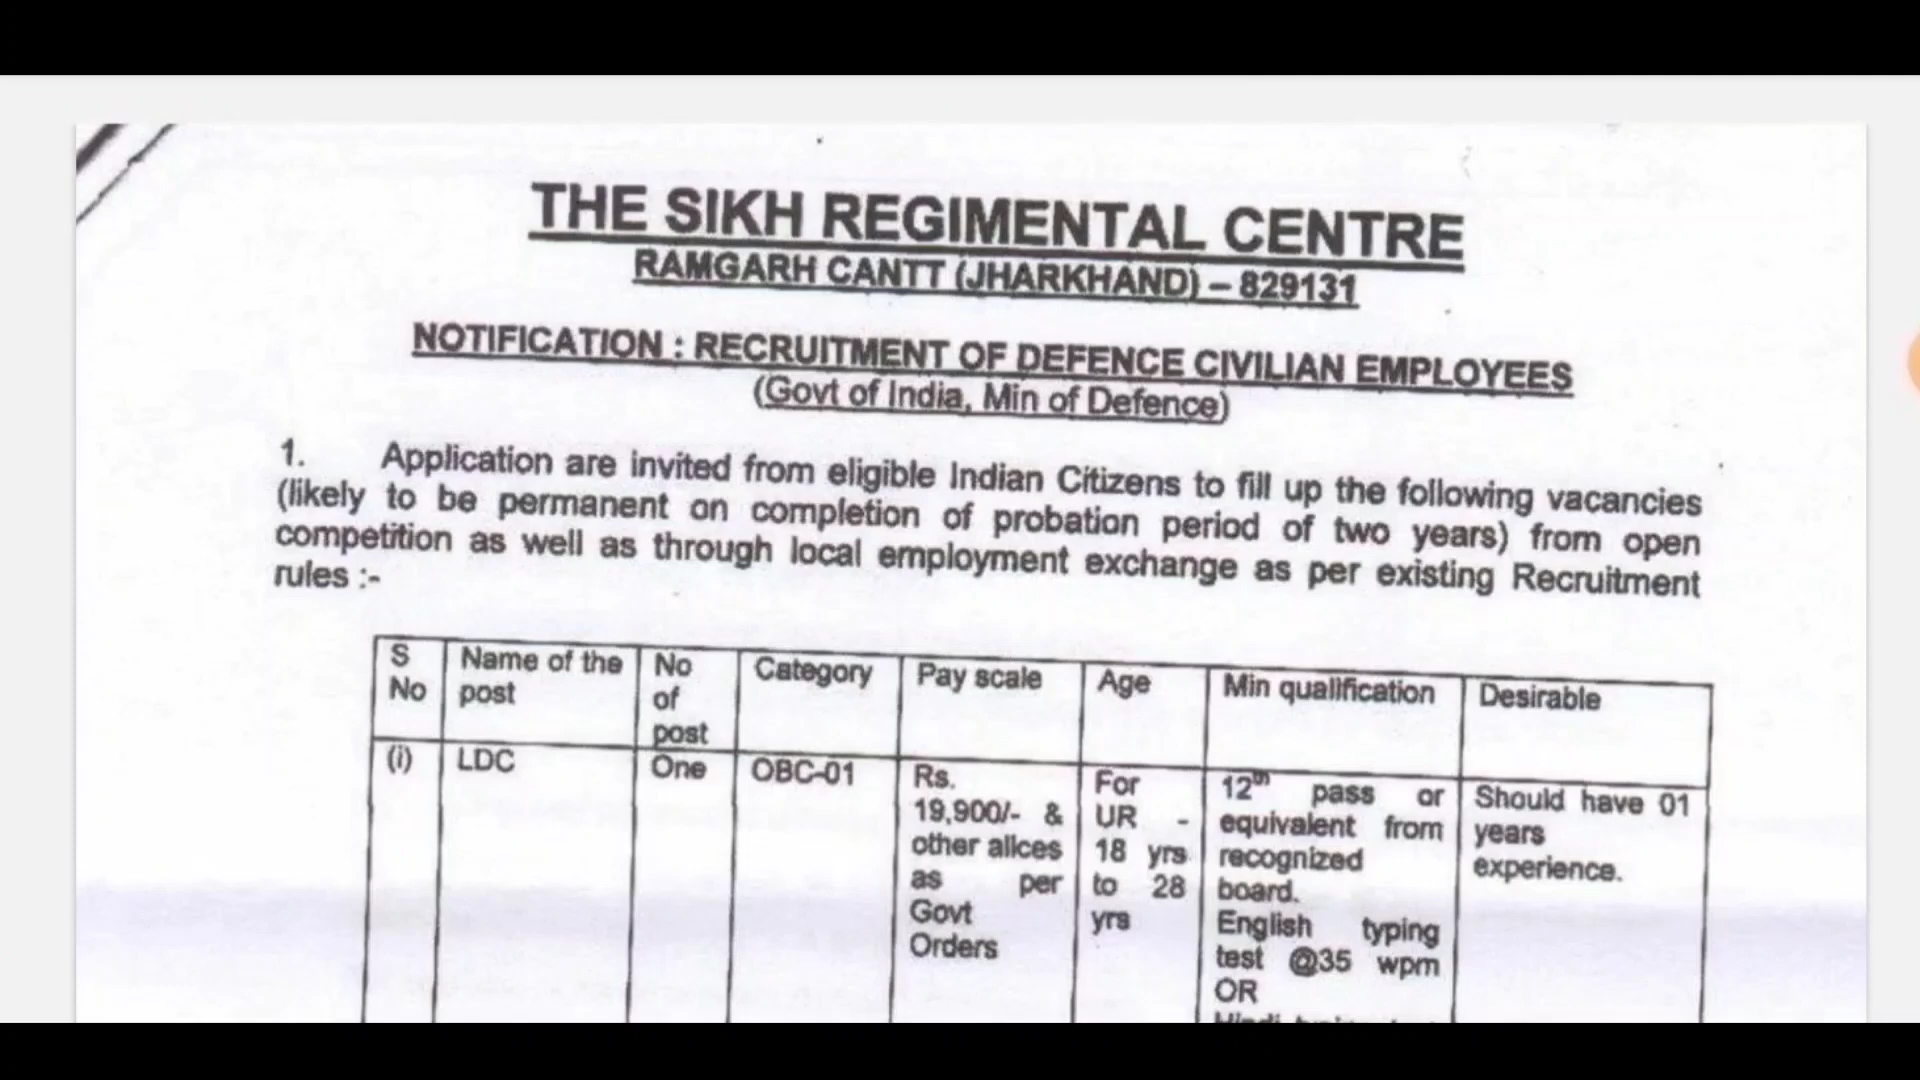 THE SIKH REGIMENTAL CENTRE
RAMGARH CANTT (JHARKHAND) – 829131
NOTIFICATION : RECRUITMENT OF DEFENCE CIVILIAN EMPLOYEES
(Govt of India, Min of Defence)
1. Application are invited from eligible Indian Citizens to fill up the following vacancies
(likely to be permanent on completion of probation period of two years) from open
competition as well as through local employment exchange as per existing Recruitment
rules :-
S
No
Name of the
post
No
of
post
Category
Pay scale
Age
Min qualification
Desirable
(i)
LDC
One
OBC-01
Rs.
19,900/- &
other allces
as per
Govt
Orders
For
UR -
18 yrs
to 28
yrs
12th pass or
equivalent from
recognized
board.
English typing
test @35 wpm
OR
Should have 01
years
experience.